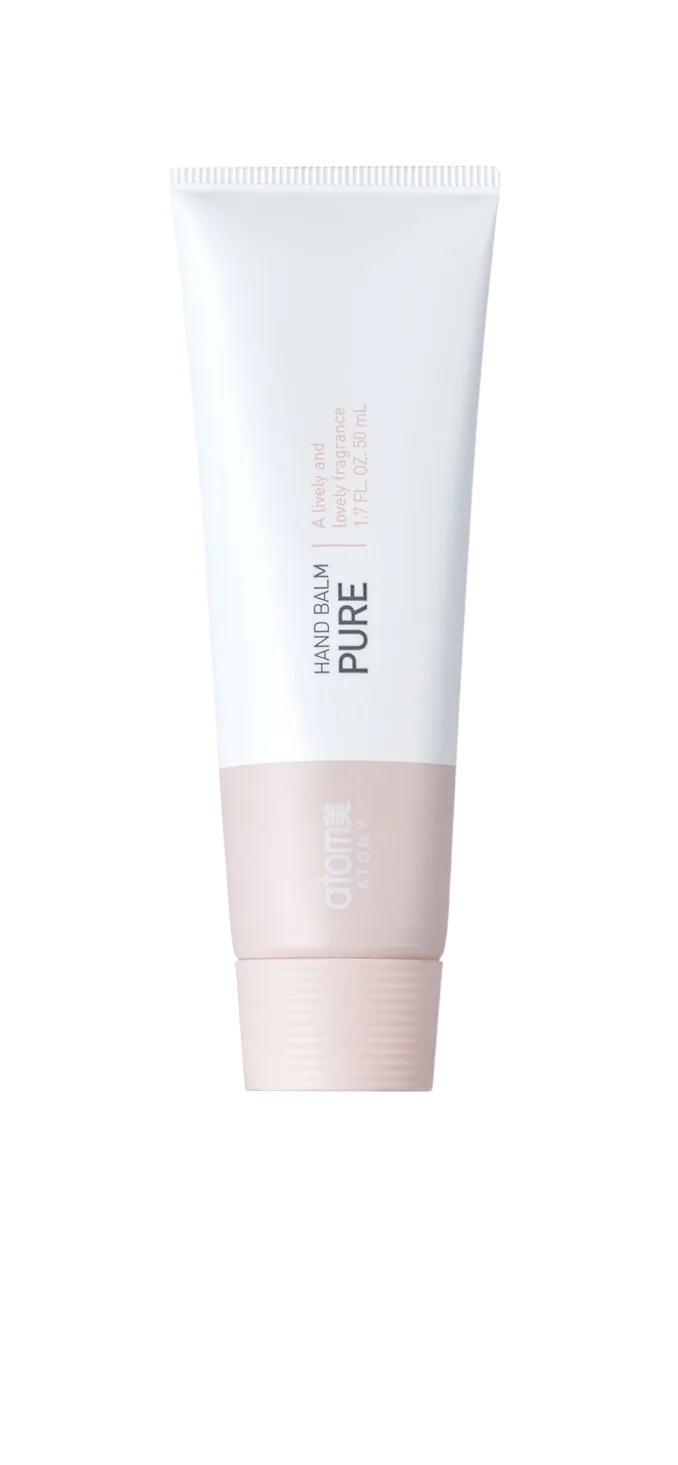 HAND BALM
PURE
A lively and
lovely fragrance
1.7 FL. OZ. 50 mL
atom美
ATOMY